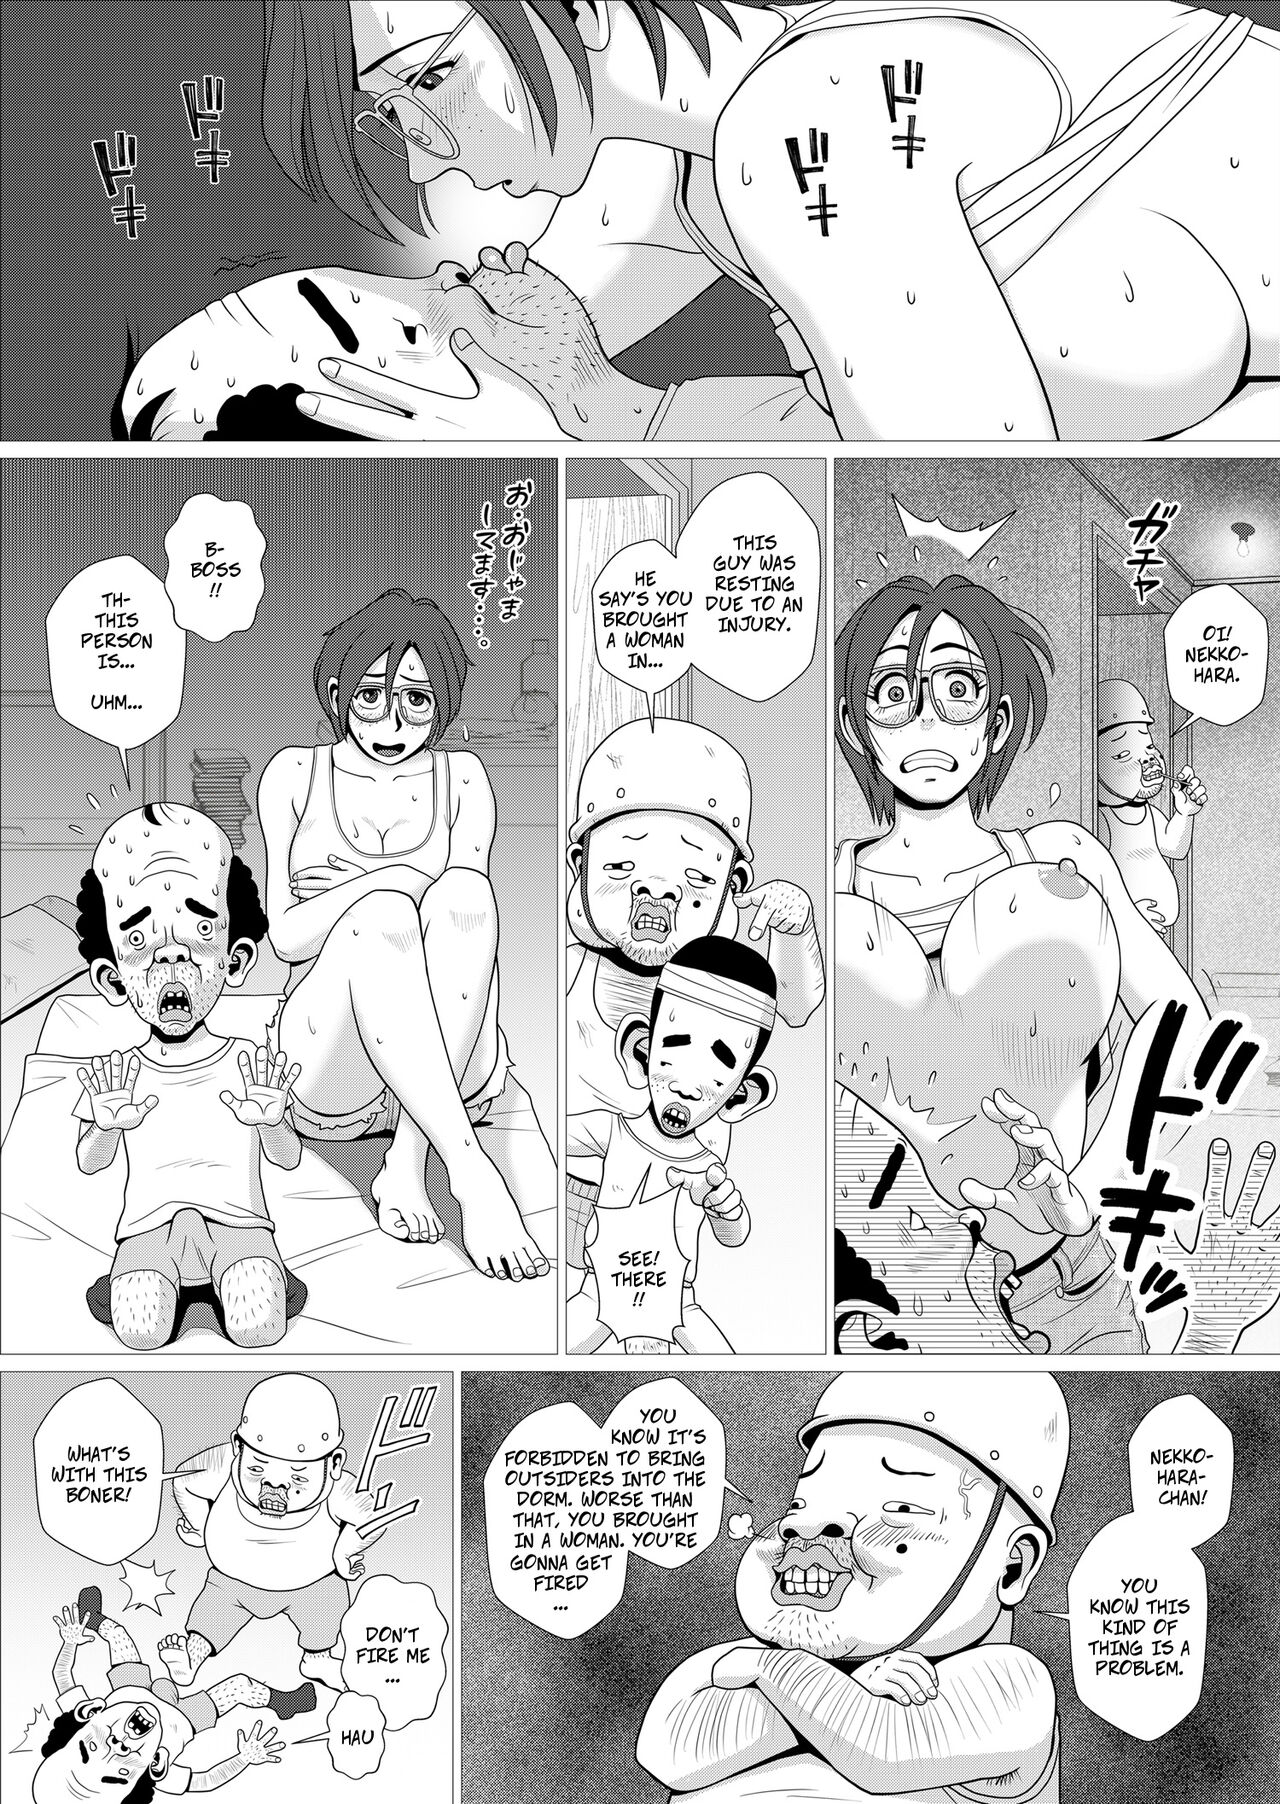 ドキ
ドキ
ドキ
ドキ
ガチャ
OI!
NEKKO-
HARA.
ドキッ
THIS
GUY WAS
RESTING
DUE TO AN
INJURY.
HE
SAY'S YOU
BROUGHT
A WOMAN
IN...
SEE!
THERE
!!
お・おじゃま
してます・・・。
B-
BOSS
!!
TH-
THIS
PERSON
IS...
UHM...
NEKKO-
HARA-
CHAN!
YOU
KNOW THIS
KIND OF
THING IS A
PROBLEM.
YOU
KNOW IT'S
FORBIDDEN TO BRING
OUTSIDERS INTO THE
DORM. WORSE THAN
THAT, YOU BROUGHT
IN A WOMAN. YOU'RE
GONNA GET
FIRED
...
ドン
WHAT'S
WITH THIS
BONER!
DON'T
FIRE ME
...
HAU